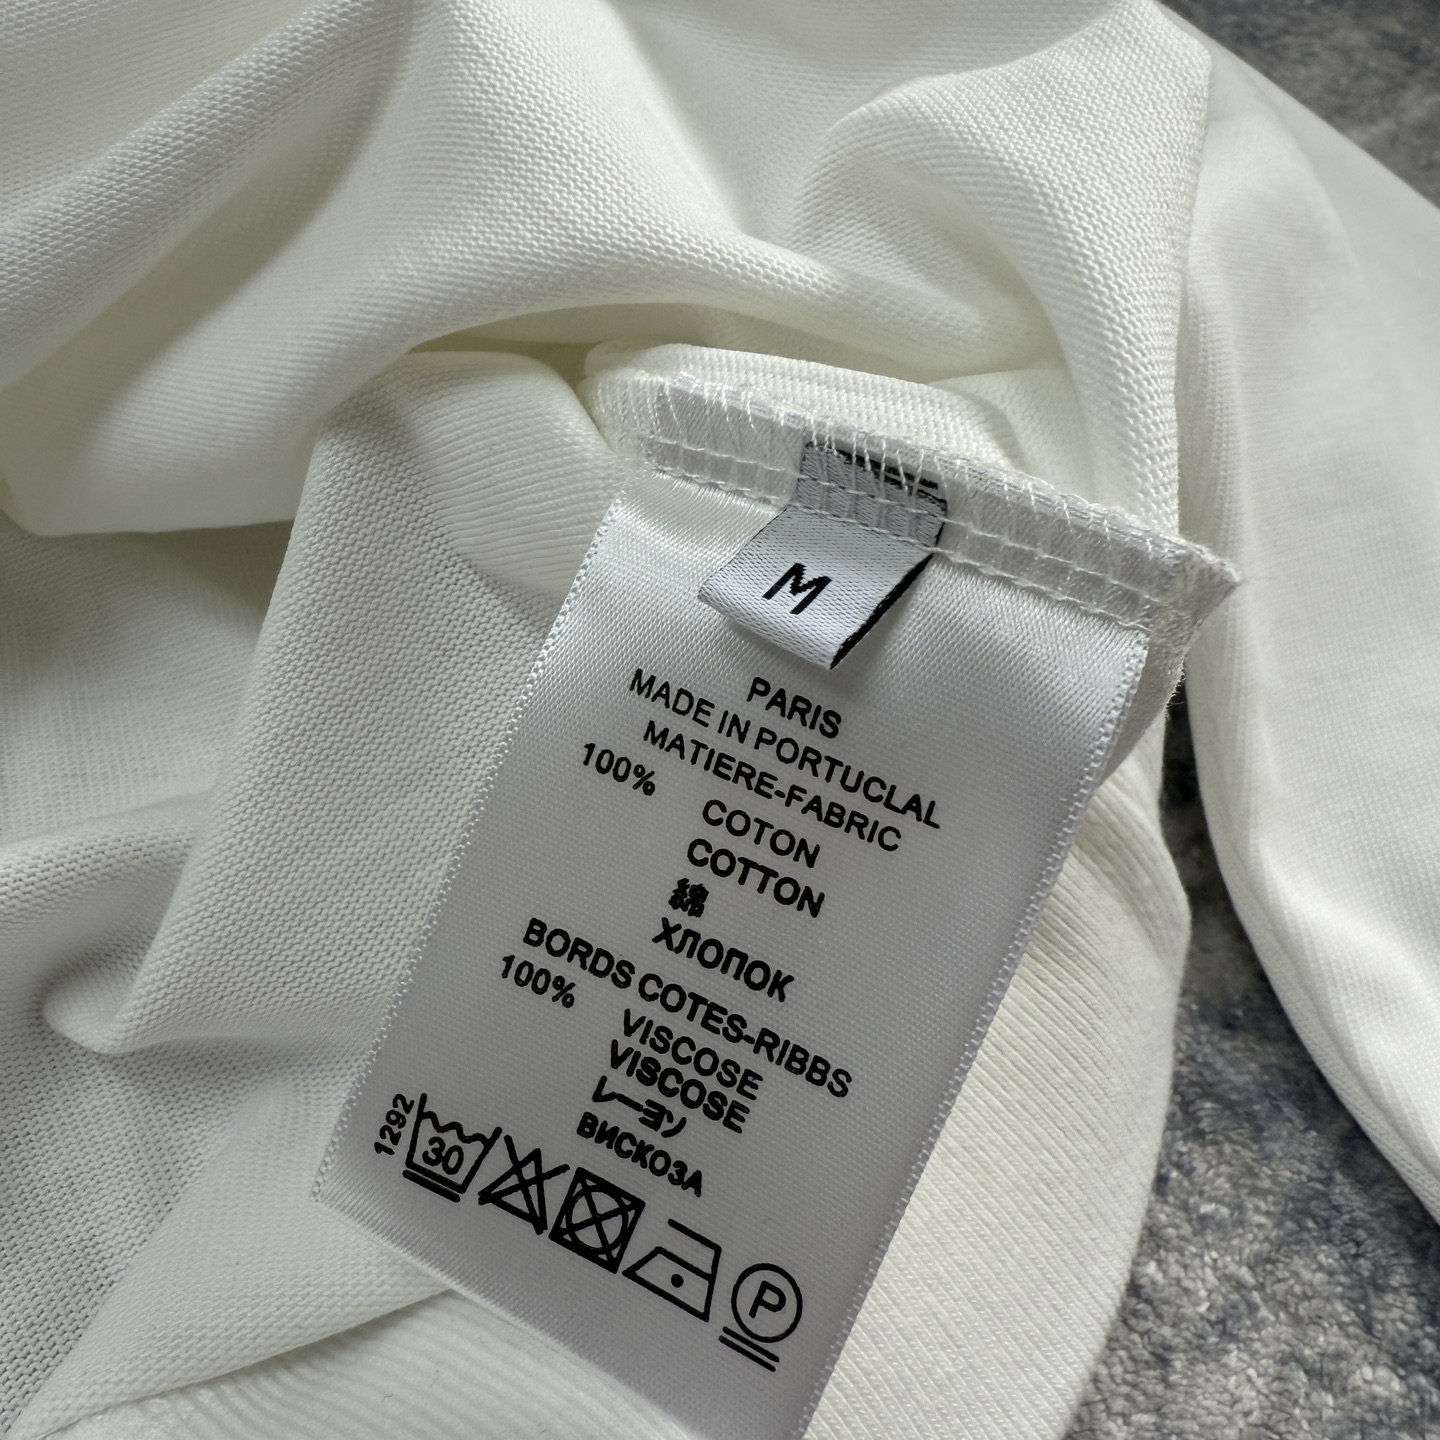 M
PARIS
MADE IN PORTUCLAL
MATIERE-FABRIC
100%
COTON
COTTON
綿
ХЛОПОК
BORDS COTES-RIBBS
100%
VISCOSE
VISCOSE
レーヨン
ВИСКОЗА
1292
30
P